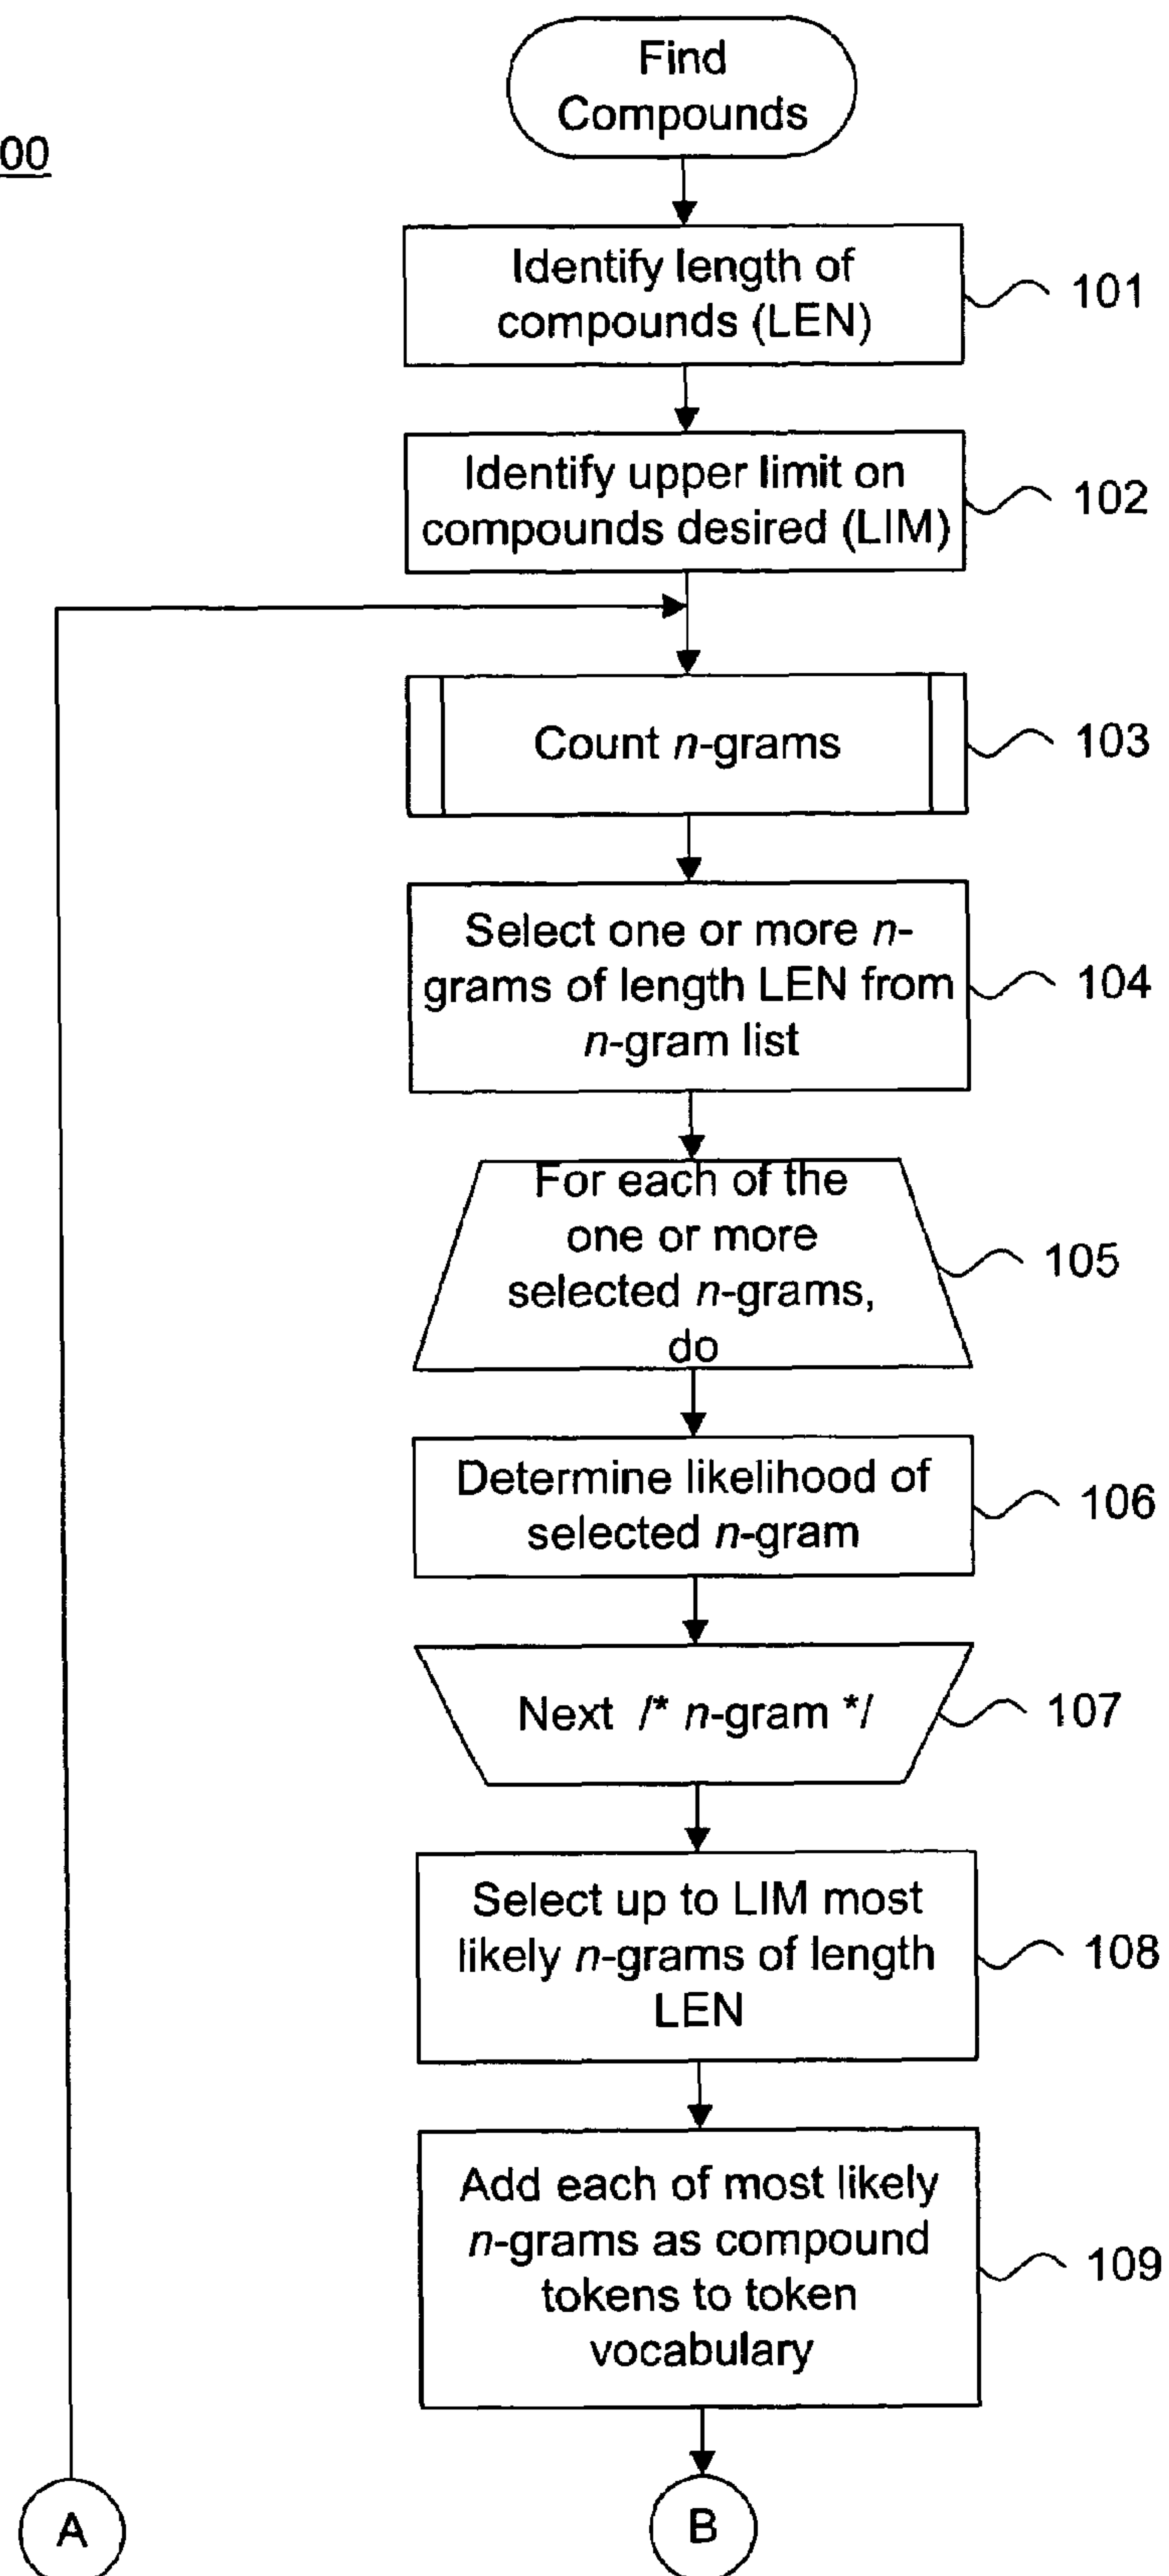 Find
Compounds
00
Identify length of
compounds (LEN)
101
Identify upper limit on
compounds desired (LIM)
102
Count n-grams
103
Select one or more n-
grams of length LEN from
n-gram list
104
For each of the
one or more
selected n-grams,
do
105
Determine likelihood of
selected n-gram
106
Next /* n-gram */
107
Select up to LIM most
likely n-grams of length
LEN
108
Add each of most likely
n-grams as compound
tokens to token
vocabulary
109
A
B